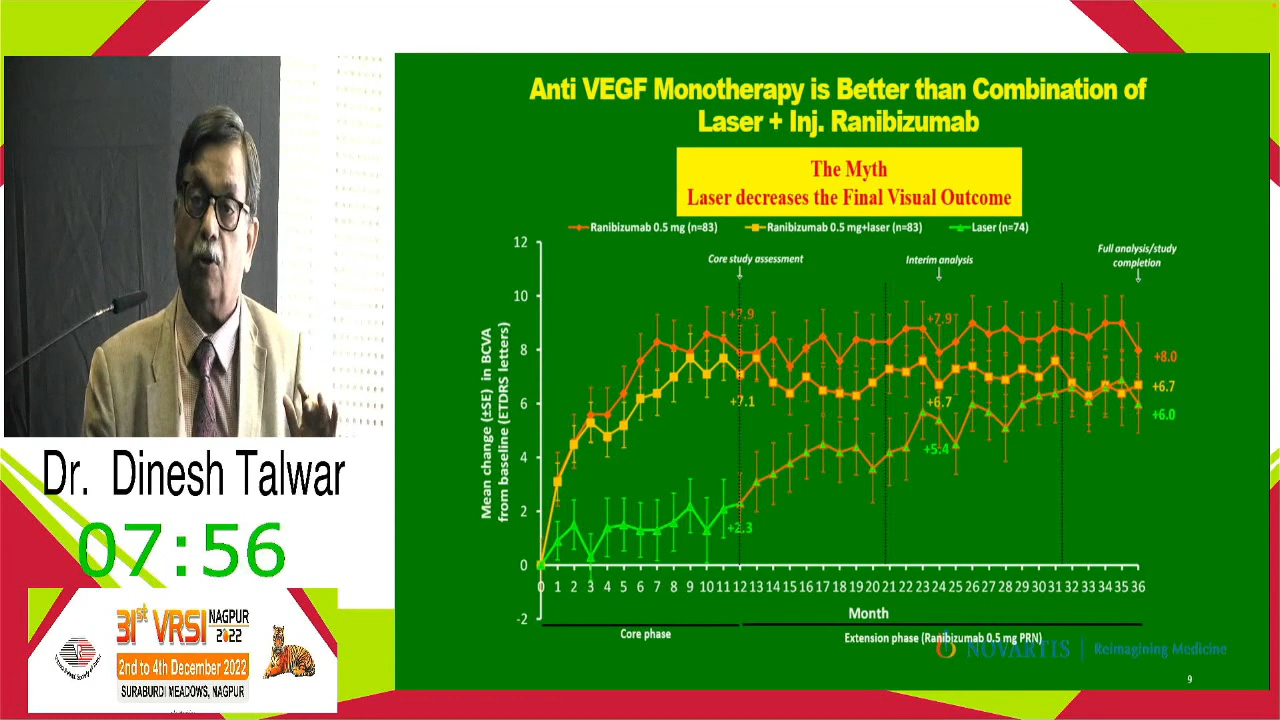 Anti VEGF Monotherapy is Better than Combination of
Laser + Inj. Ranibizumab
The Myth
Laser decreases the Final Visual Outcome
Ranibizumab 0.5 mg (n=83)
Ranibizumab 0.5 mg+laser (n=83)
Laser (n=74)
Core study assessment
Interim analysis
Full analysis/study
completion
Mean change (±SE) in BCVA
from baseline (ETDRS letters)
12
10
8
6
4
2
0
-2
+7.9
+7.1
+2.3
+7.9
+6.7
+5.4
+8.0
+6.7
+6.0
0 1 2 3 4 5 6 7 8 9 10 11 12 13 14 15 16 17 18 19 20 21 22 23 24 25 26 27 28 29 30 31 32 33 34 35 36
Month
Core phase
Extension phase (Ranibizumab 0.5 mg PRN)
NOVARTIS
Reimagining Medicine
9
Dr. Dinesh Talwar
07:56
31st VRSI NAGPUR
2022
2nd to 4th December 2022
SURABURDI MEADOWS, NAGPUR